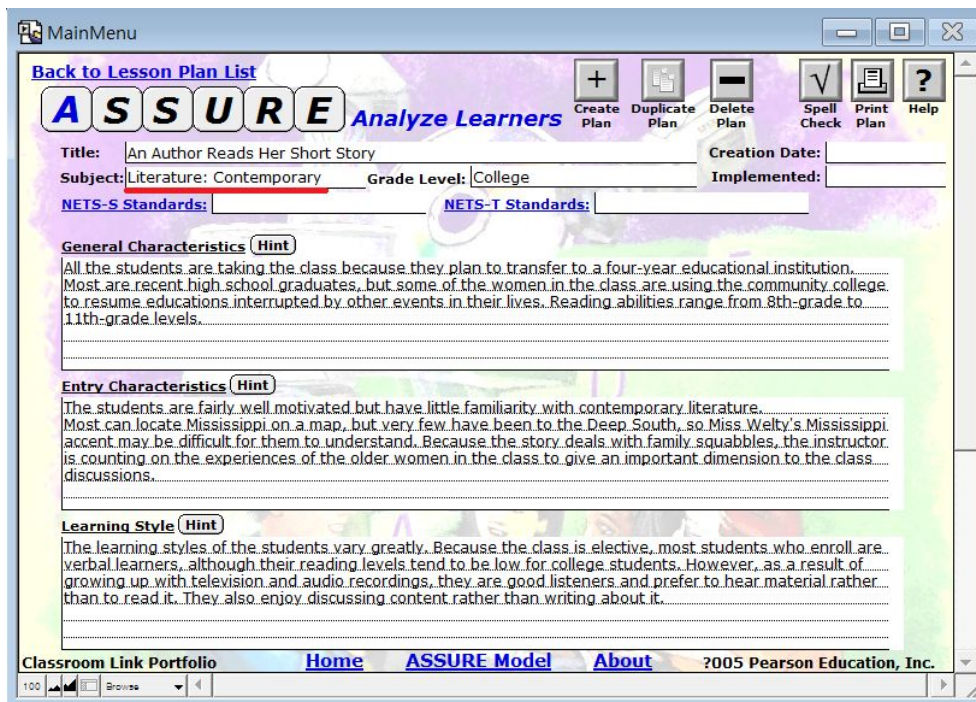 MainMenu
Back to Lesson Plan List
ASSURE Analyze Learners
+ Create Plan
Duplicate Plan
Delete Plan
√ Spell Check
Print Plan
? Help
Title: An Author Reads Her Short Story
Creation Date:
Subject: Literature: Contemporary
Grade Level: College
Implemented:
NETS-S Standards:
NETS-T Standards:
General Characteristics Hint
All the students are taking the class because they plan to transfer to a four-year educational institution.
Most are recent high school graduates, but some of the women in the class are using the community college
to resume educations interrupted by other events in their lives. Reading abilities range from 8th-grade to
11th-grade levels.
Entry Characteristics Hint
The students are fairly well motivated but have little familiarity with contemporary literature.
Most can locate Mississippi on a map, but very few have been to the Deep South, so Miss Welty's Mississippi
accent may be difficult for them to understand. Because the story deals with family squabbles, the instructor
is counting on the experiences of the older women in the class to give an important dimension to the class
discussions.
Learning Style Hint
The learning styles of the students vary greatly. Because the class is elective, most students who enroll are
verbal learners, although their reading levels tend to be low for college students. However, as a result of
growing up with television and audio recordings, they are good listeners and prefer to hear material rather
than to read it. They also enjoy discussing content rather than writing about it.
Classroom Link Portfolio
Home
ASSURE Model
About
?005 Pearson Education, Inc.
100
Browse